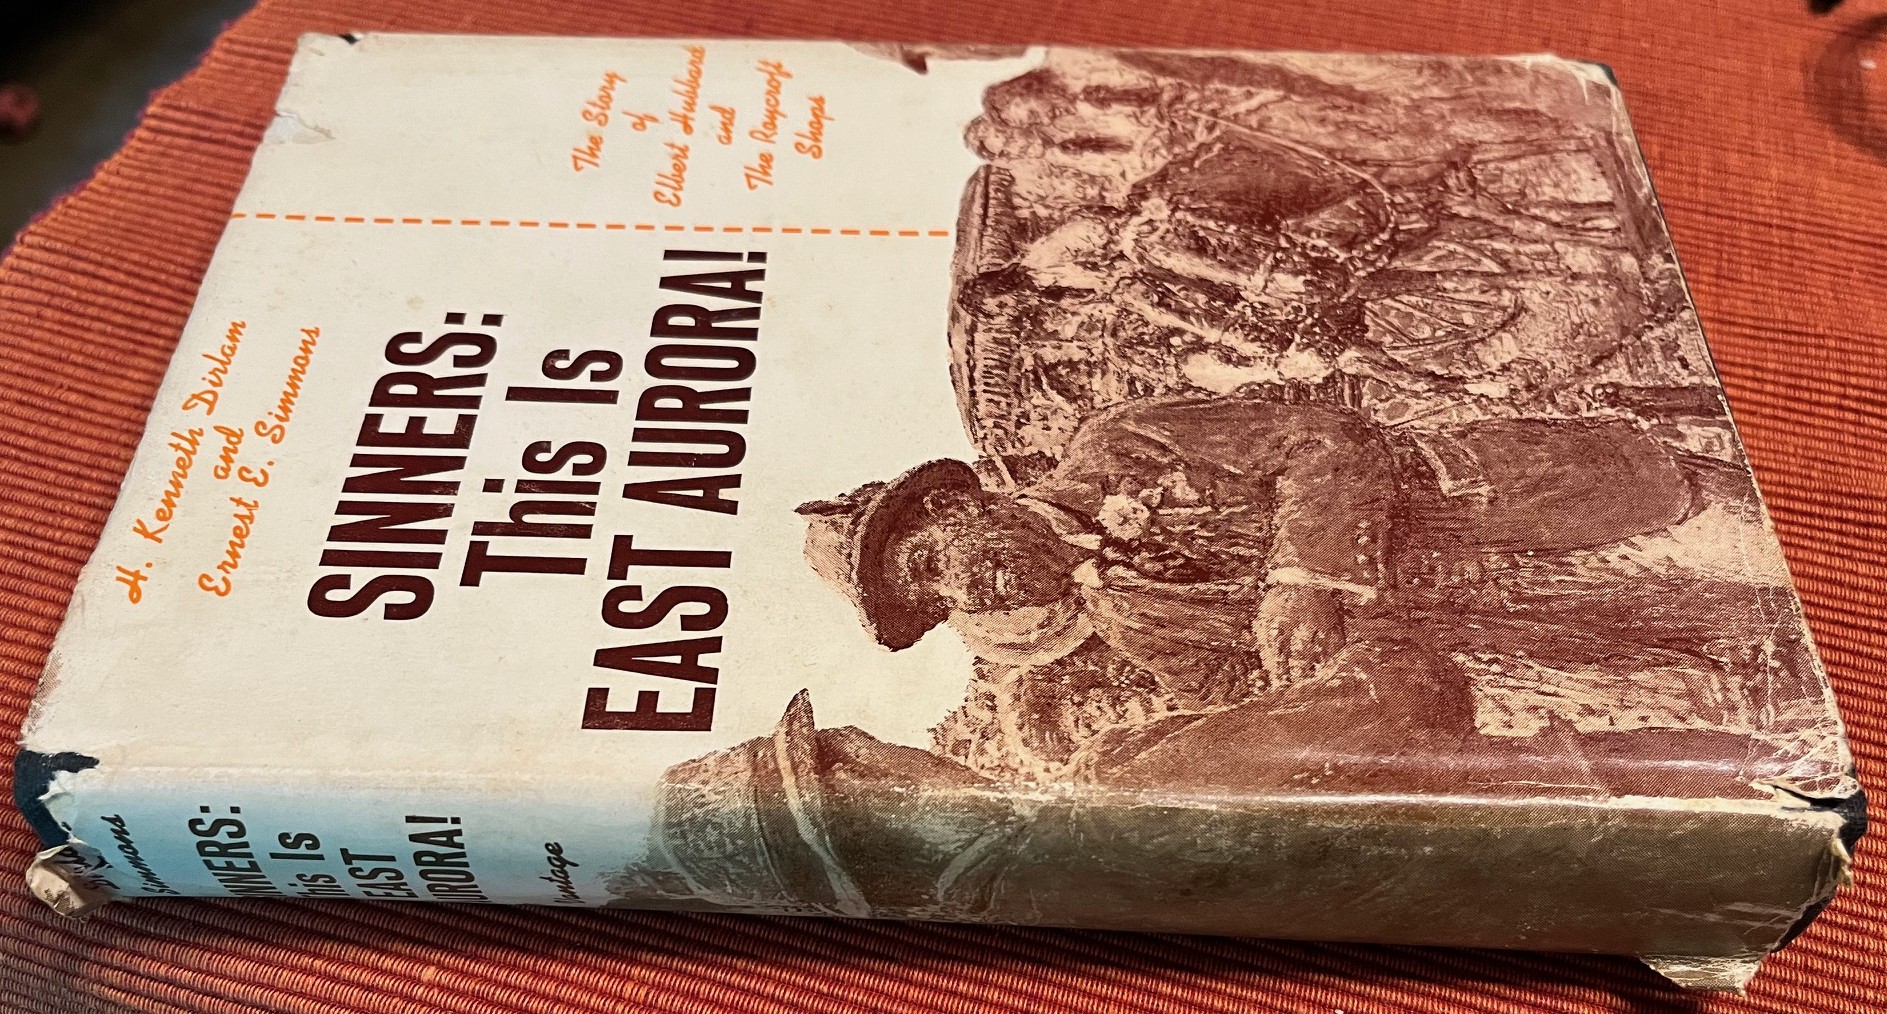 H. Kenneth Dirlam
and
Ernest E. Simmons
SINNERS:
This Is
EAST AURORA!
The Story
of
Elbert Hubbard
and
The Roycroft
Shops
Simmons
SINNERS:
This Is
EAST
AURORA!
Vantage